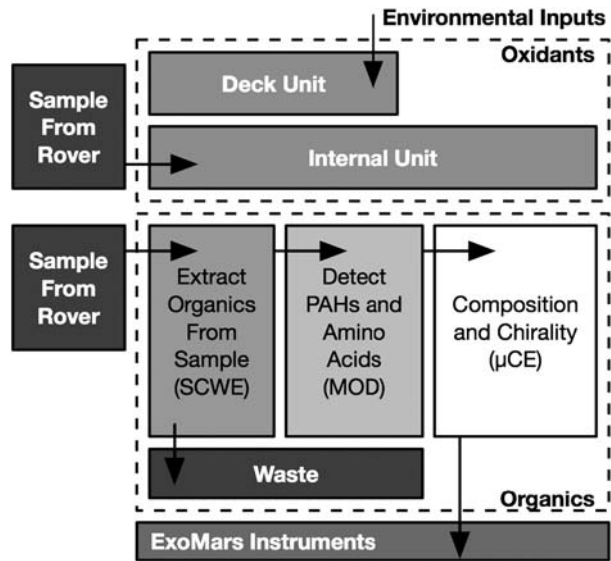 Environmental Inputs
Oxidants
Deck Unit
Sample
From
Rover
Internal Unit
Sample
From
Rover
Extract
Organics
From
Sample
(SCWE)
Detect
PAHs and
Amino
Acids
(MOD)
Composition
and Chirality
(µCE)
Waste
Organics
ExoMars Instruments